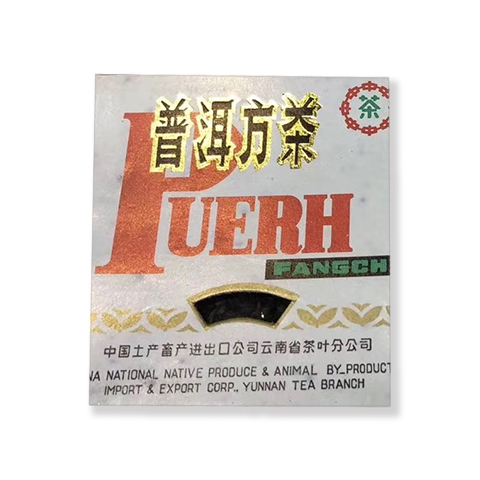 普洱方茶
茶
PUERH
FANGCH
中国土产畜产进出口公司云南省茶叶分公司
NA NATIONAL NATIVE PRODUCE & ANIMAL BY_PRODUCT
IMPORT & EXPORT CORP., YUNNAN TEA BRANCH